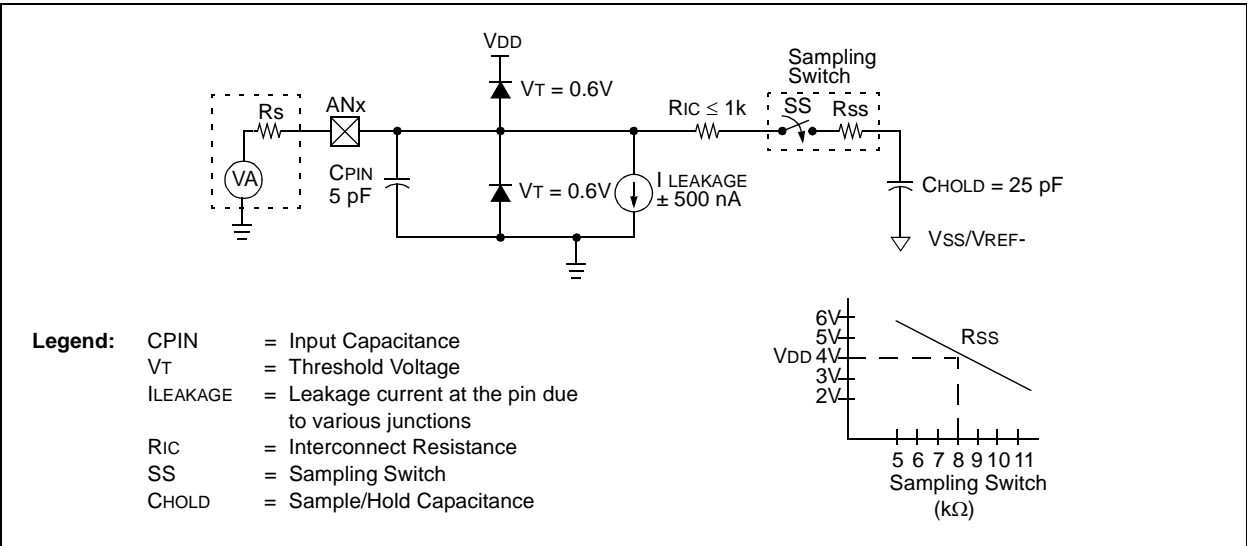 VDD
Sampling
Switch
VT = 0.6V
Rs
ANx
RIC ≤ 1k
SS
RSS
VA
CPIN
5 pF
VT = 0.6V
I LEAKAGE
± 500 nA
CHOLD = 25 pF
VSS/VREF-
Legend:
CPIN = Input Capacitance
VT = Threshold Voltage
ILEAKAGE = Leakage current at the pin due
to various junctions
RIC = Interconnect Resistance
SS = Sampling Switch
CHOLD = Sample/Hold Capacitance
6V
5V
VDD 4V
3V
2V
RSS
5 6 7 8 9 10 11
Sampling Switch
(kΩ)